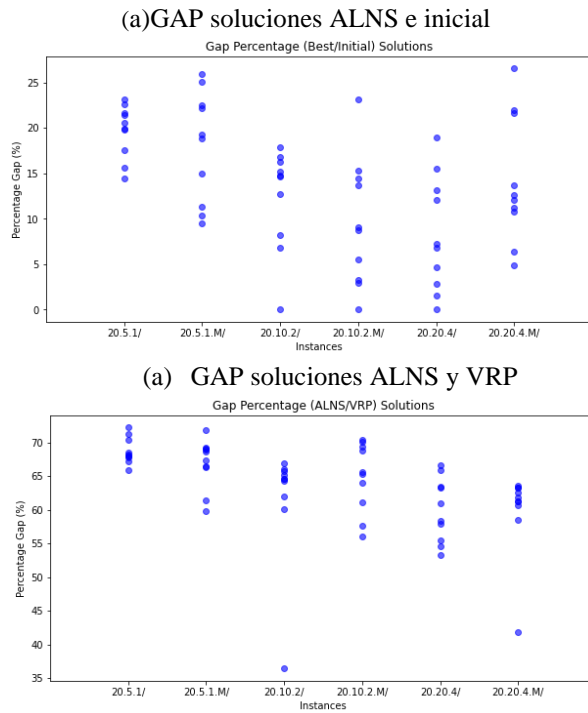 (a)GAP soluciones ALNS e inicial
Gap Percentage (Best/Initial) Solutions
25
20
15
10
5
0
Percentage Gap (%)
20.5.1/ 20.5.1.M/ 20.10.2/ 20.10.2.M/ 20.20.4/ 20.20.4.M/
Instances
(a) GAP soluciones ALNS y VRP
Gap Percentage (ALNS/VRP) Solutions
70
65
60
55
50
45
40
35
Percentage Gap (%)
20.5.1/ 20.5.1.M/ 20.10.2/ 20.10.2.M/ 20.20.4/ 20.20.4.M/
Instances